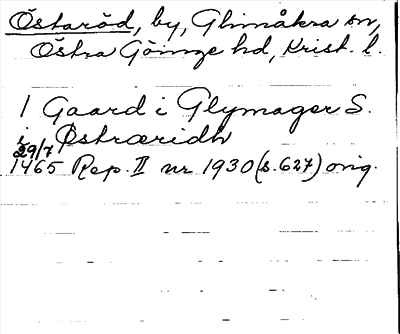 Östaröd, by, Glimåkra sn,
Östra Göinge hd, Krist. l.
1 Gaard i Glymager S.
i Østræridh
29/7
1465 Rep. II nr 1930 (s. 627) orig.